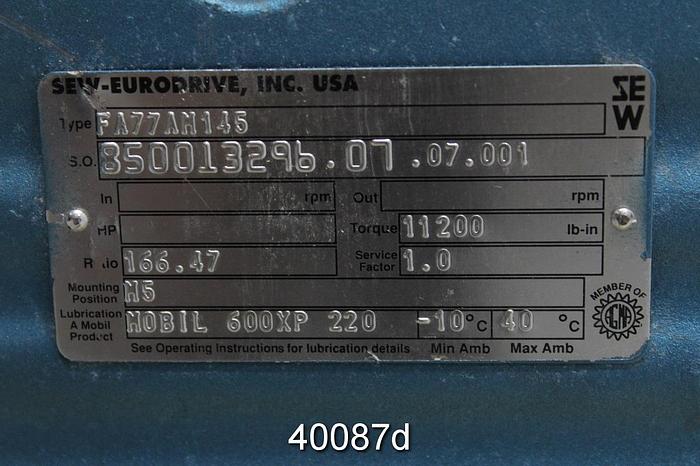 SEW-EURODRIVE, INC. USA
SEW
Type FA77AM145
S.O. 850013296.07.07.001
In rpm Out rpm
HP Torque 11200 lb-in
Ratio 166.47 Service Factor 1.0
Mounting Position M5
MEMBER OF AGMA
Lubrication A Mobil Product MOBIL 600XP 220 -10°C 40 °C
See Operating Instructions for lubrication details Min Amb Max Amb
40087d